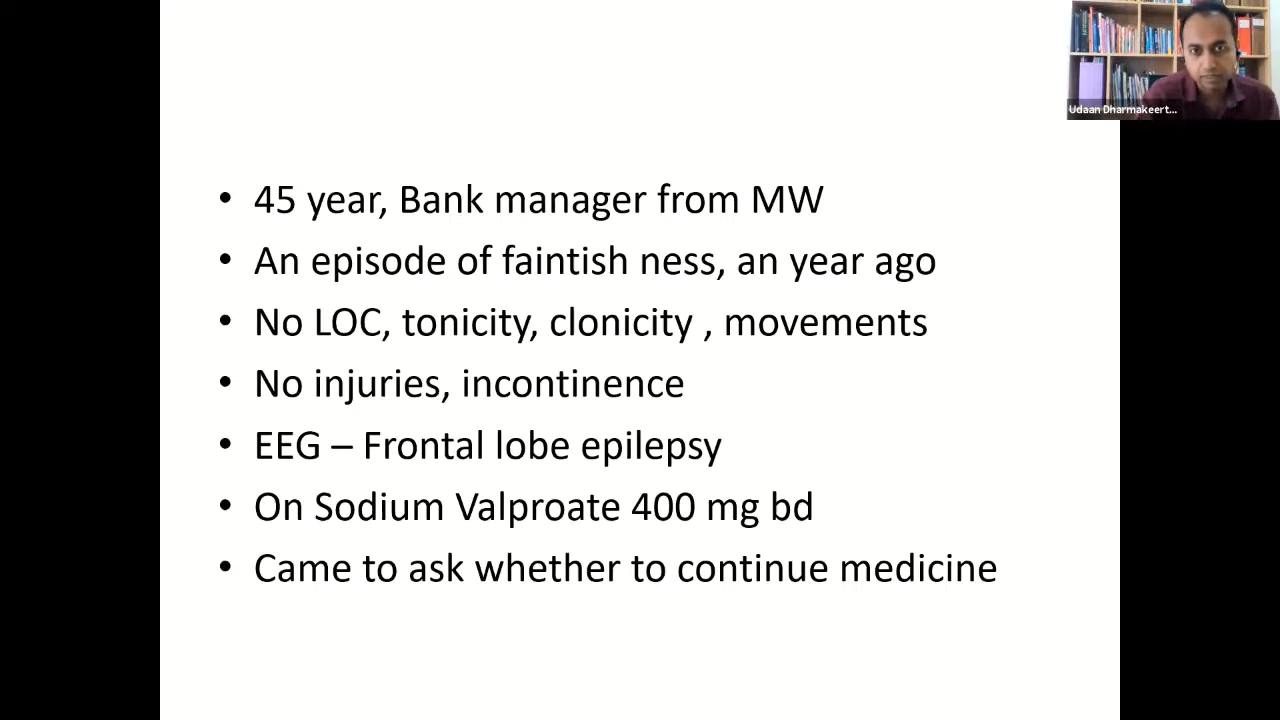 Udaan Dharmakeert...
• 45 year, Bank manager from MW
• An episode of faintish ness, an year ago
• No LOC, tonicity, clonicity , movements
• No injuries, incontinence
• EEG – Frontal lobe epilepsy
• On Sodium Valproate 400 mg bd
• Came to ask whether to continue medicine